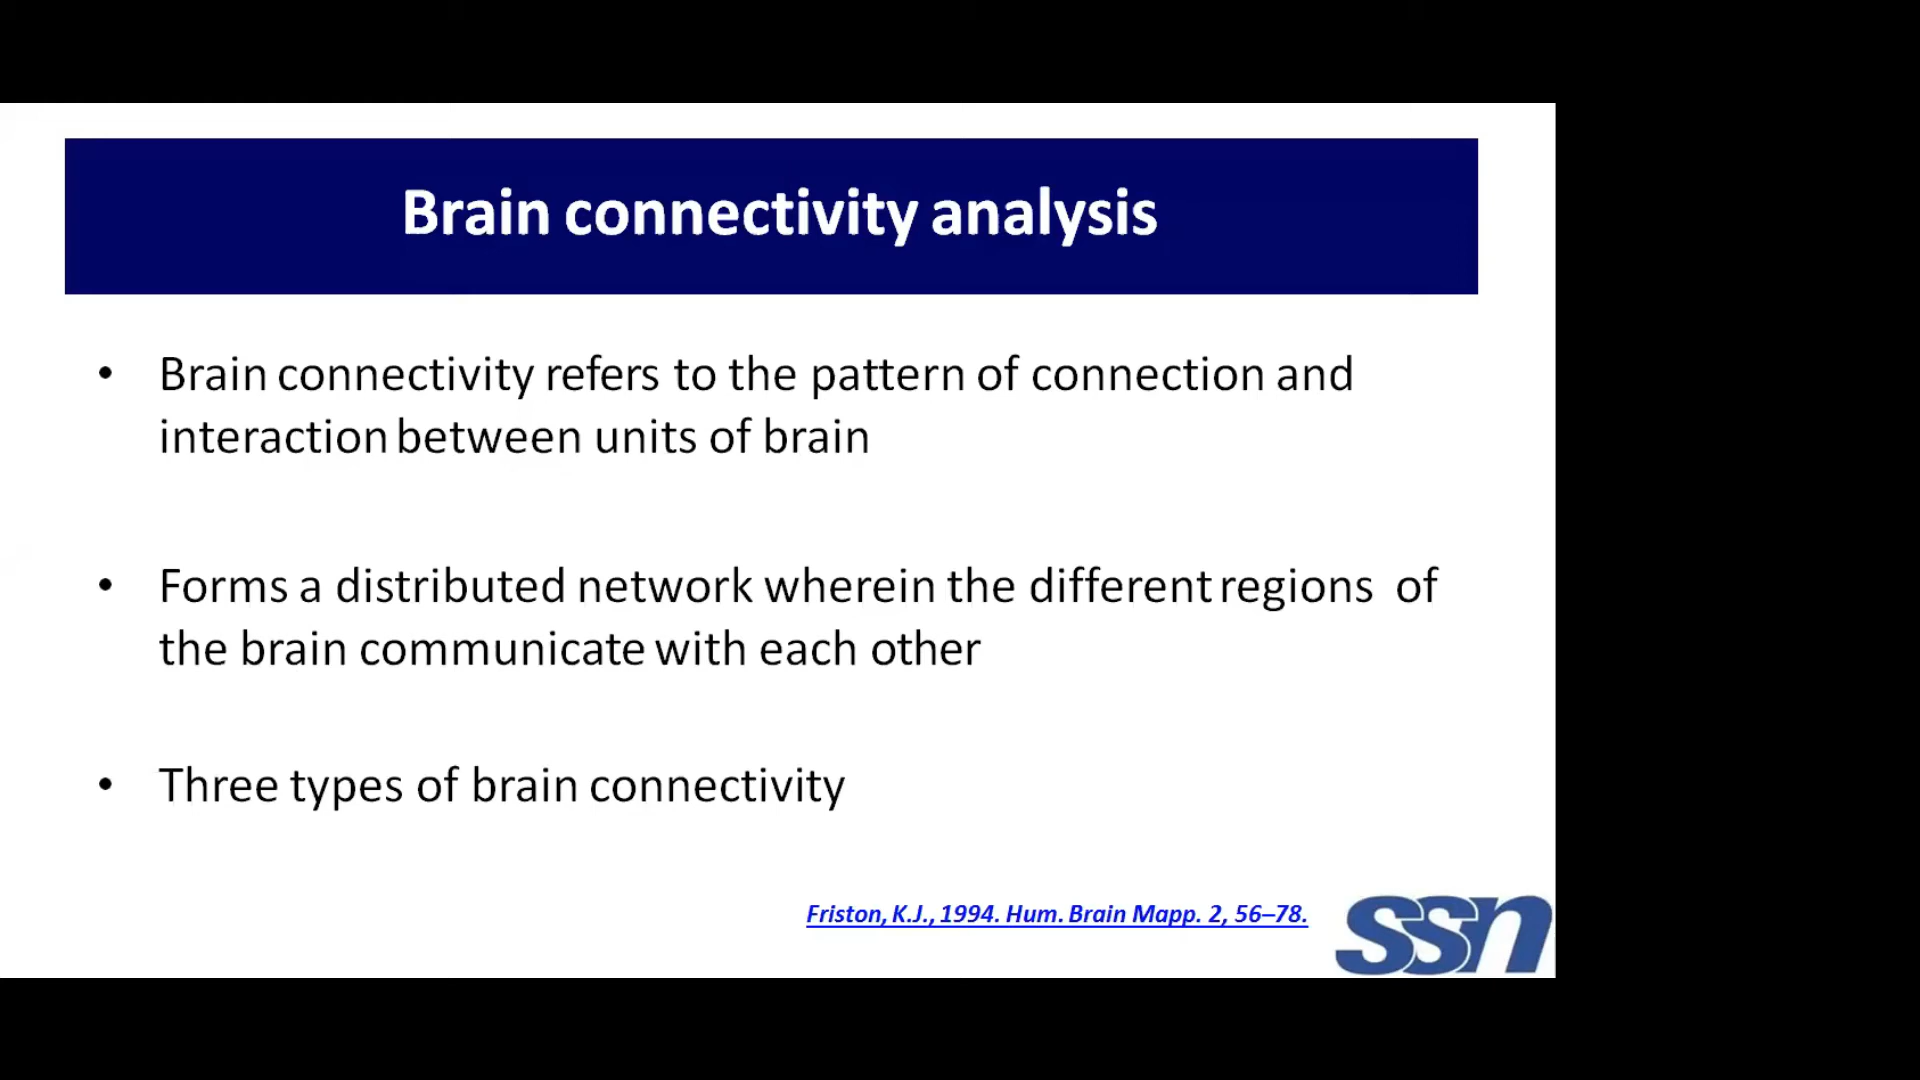 Brain connectivity analysis
• Brain connectivity refers to the pattern of connection and
interaction between units of brain
• Forms a distributed network wherein the different regions of
the brain communicate with each other
• Three types of brain connectivity
Friston, K.J., 1994. Hum. Brain Mapp. 2, 56–78.
ssn